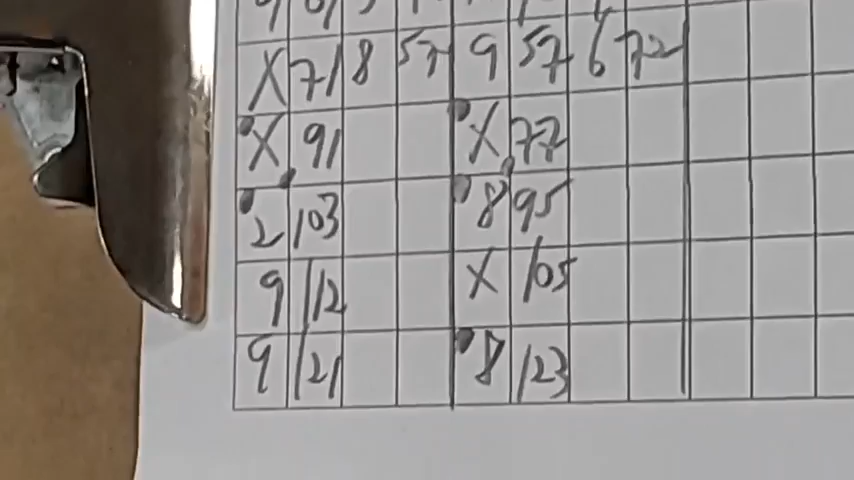 X 71 8 57 9 57 6 72
X 91 X 77
2 103 8 95
9 112 X 105
9 121 8 123